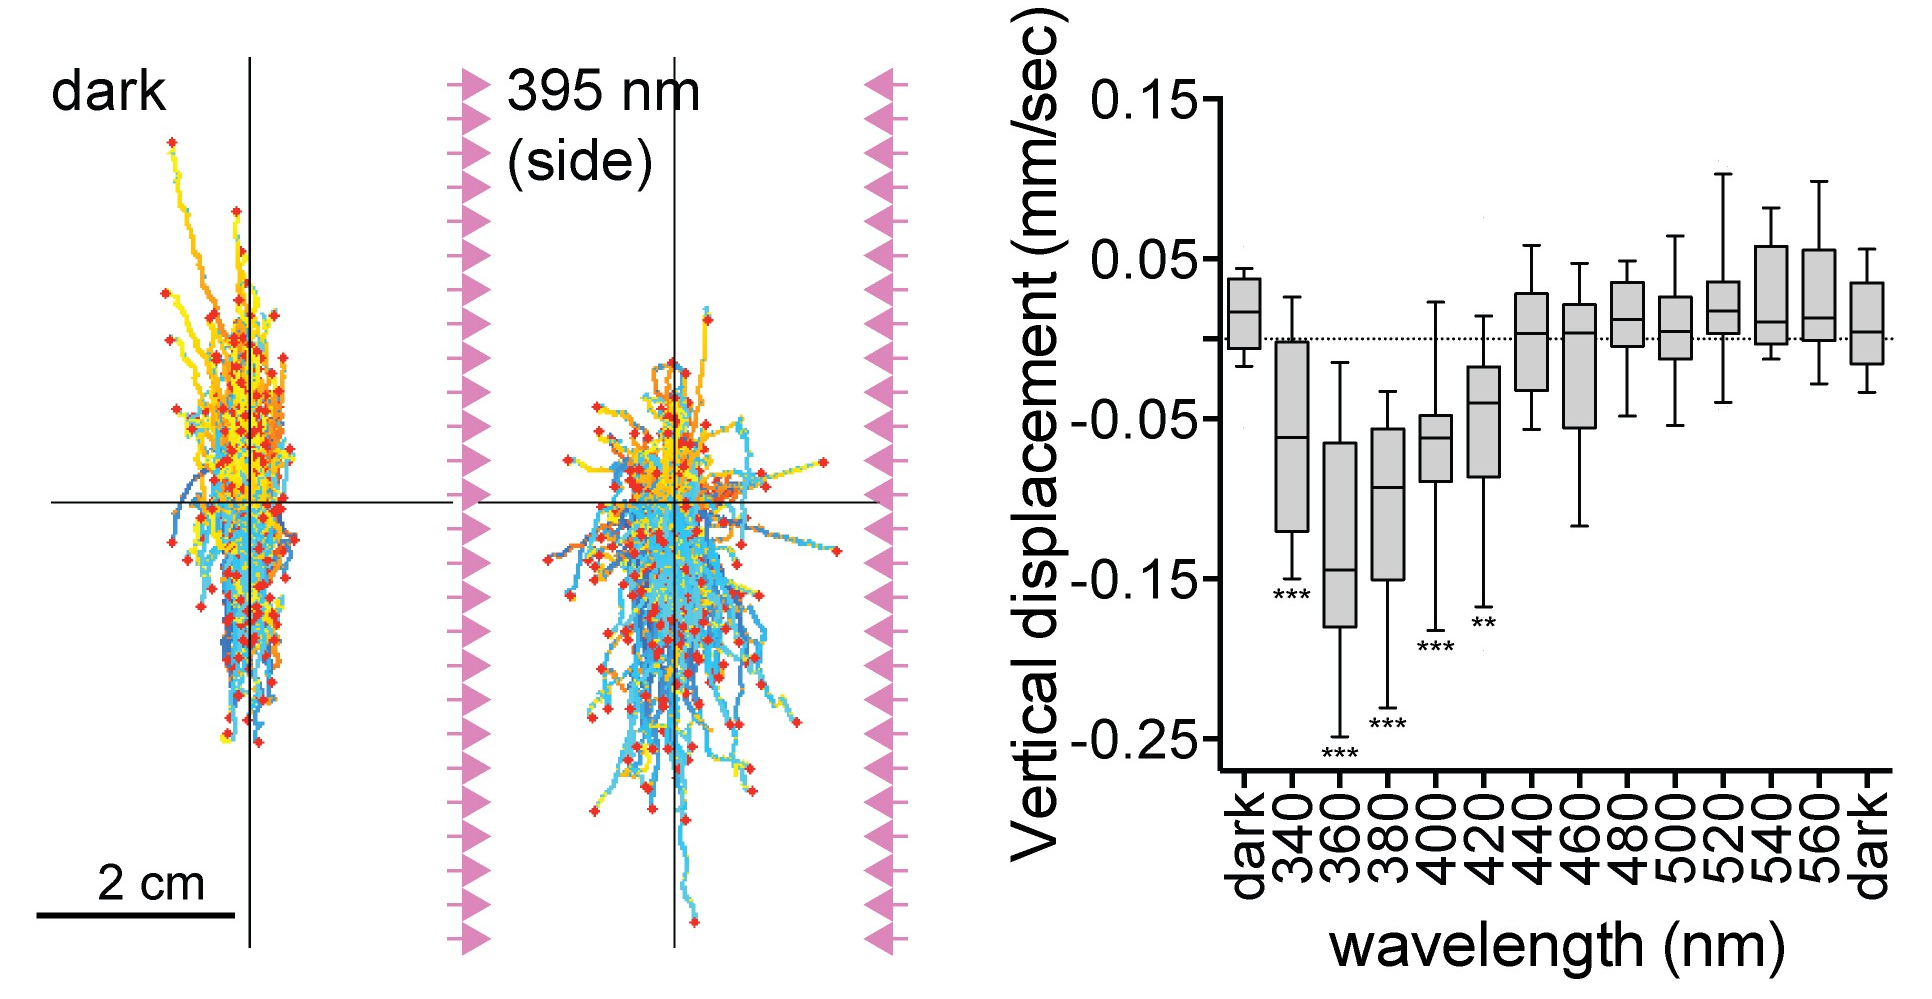 dark
395 nm
(side)
2 cm
Vertical displacement (mm/sec)
0.15
0.05
-0.05
-0.15
-0.25
***
***
***
***
**
dark
340
360
380
400
420
440
460
480
500
520
540
560
dark
wavelength (nm)